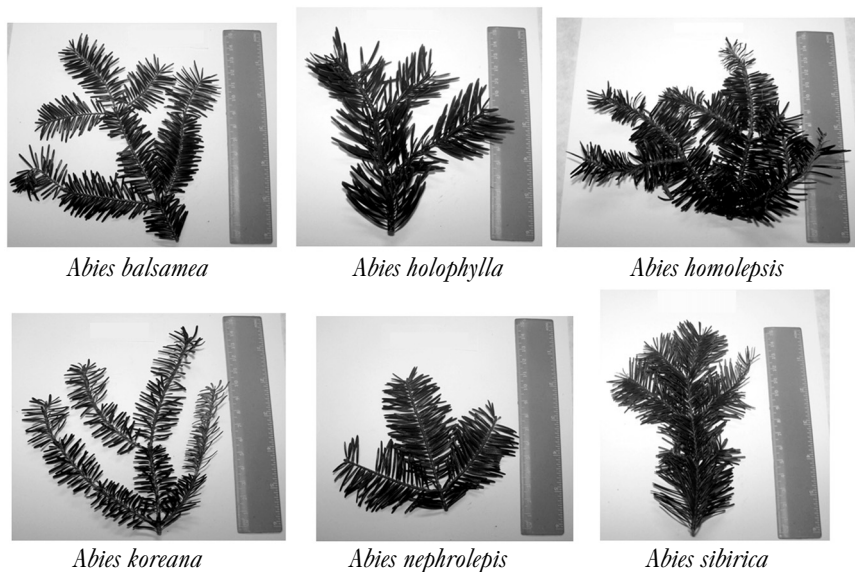 Abies balsamea
Abies holophylla
Abies homolepsis
Abies koreana
Abies nephrolepis
Abies sibirica